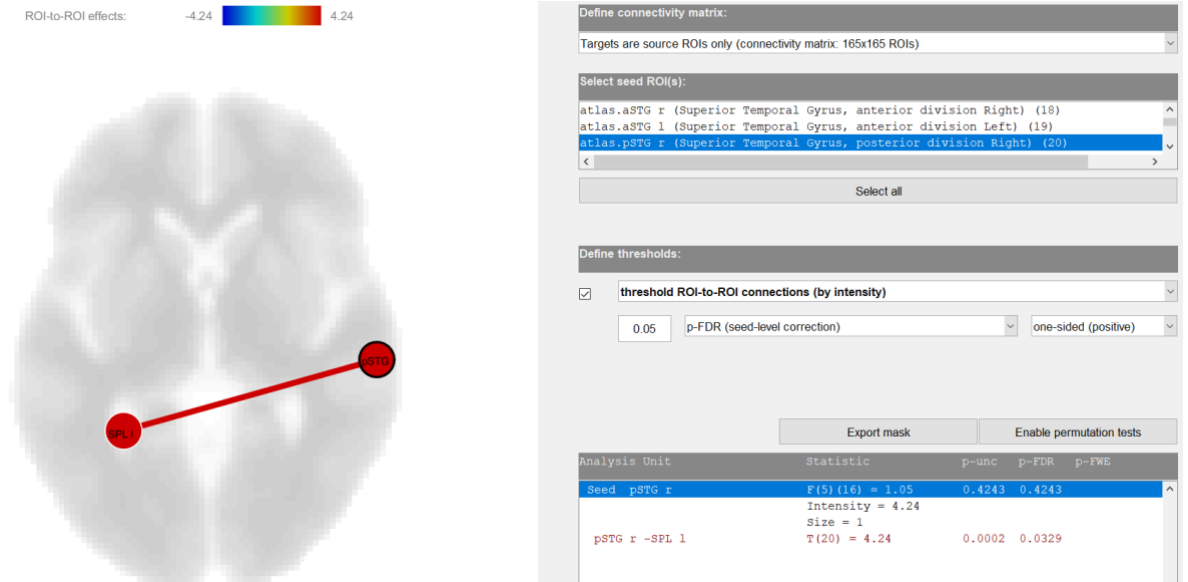 ROI-to-ROI effects:
-4.24
4.24
pSTG
SPL l
Define connectivity matrix:
Targets are source ROIs only (connectivity matrix: 165x165 ROIs)
Select seed ROI(s):
atlas.aSTG r (Superior Temporal Gyrus, anterior division Right) (18)
atlas.aSTG l (Superior Temporal Gyrus, anterior division Left) (19)
atlas.pSTG r (Superior Temporal Gyrus, posterior division Right) (20)
Select all
Define thresholds:
threshold ROI-to-ROI connections (by intensity)
0.05 p-FDR (seed-level correction) one-sided (positive)
Export mask Enable permutation tests
Analysis Unit Statistic p-unc p-FDR p-FWE
Seed pSTG r F(5)(16) = 1.05 0.4243 0.4243
Intensity = 4.24
Size = 1
pSTG r -SPL l T(20) = 4.24 0.0002 0.0329